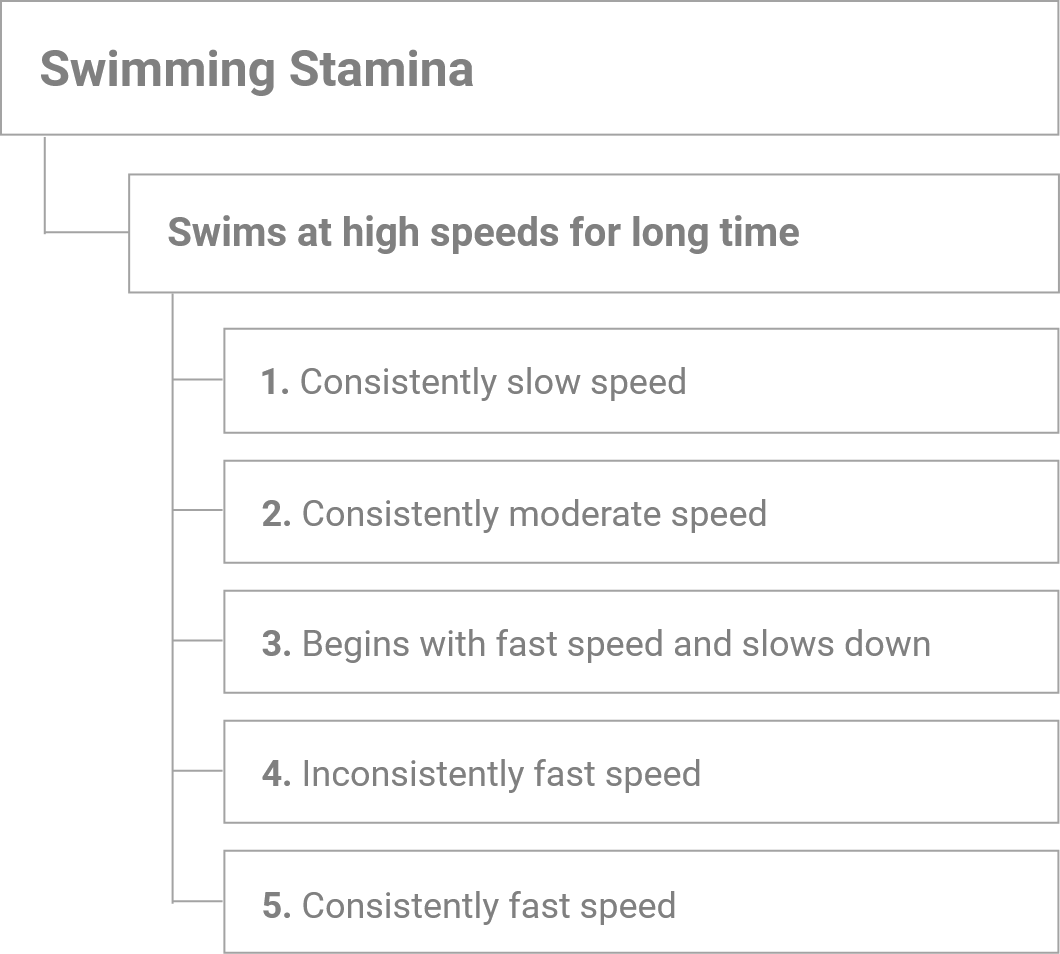 Swimming Stamina
Swims at high speeds for long time
1. Consistently slow speed
2. Consistently moderate speed
3. Begins with fast speed and slows down
4. Inconsistently fast speed
5. Consistently fast speed